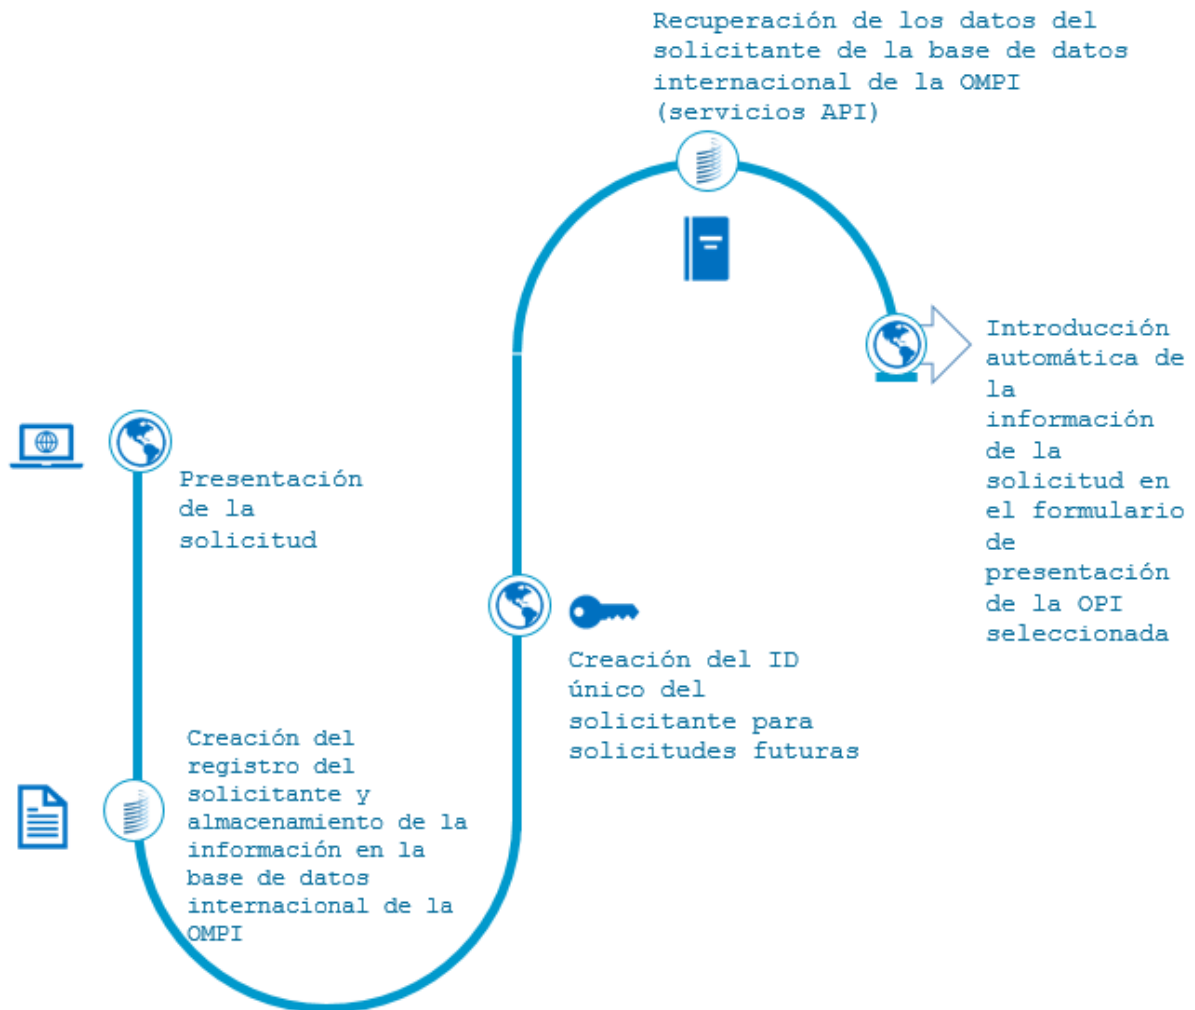 Presentación
de la
solicitud
Creación del
registro del
solicitante y
almacenamiento de la
información en la
base de datos
internacional de la
OMPI
Creación del ID
único del
solicitante para
solicitudes futuras
Recuperación de los datos del
solicitante de la base de datos
internacional de la OMPI
(servicios API)
Introducción
automática de
la
información
de la
solicitud en
el formulario
de
presentación
de la OPI
seleccionada